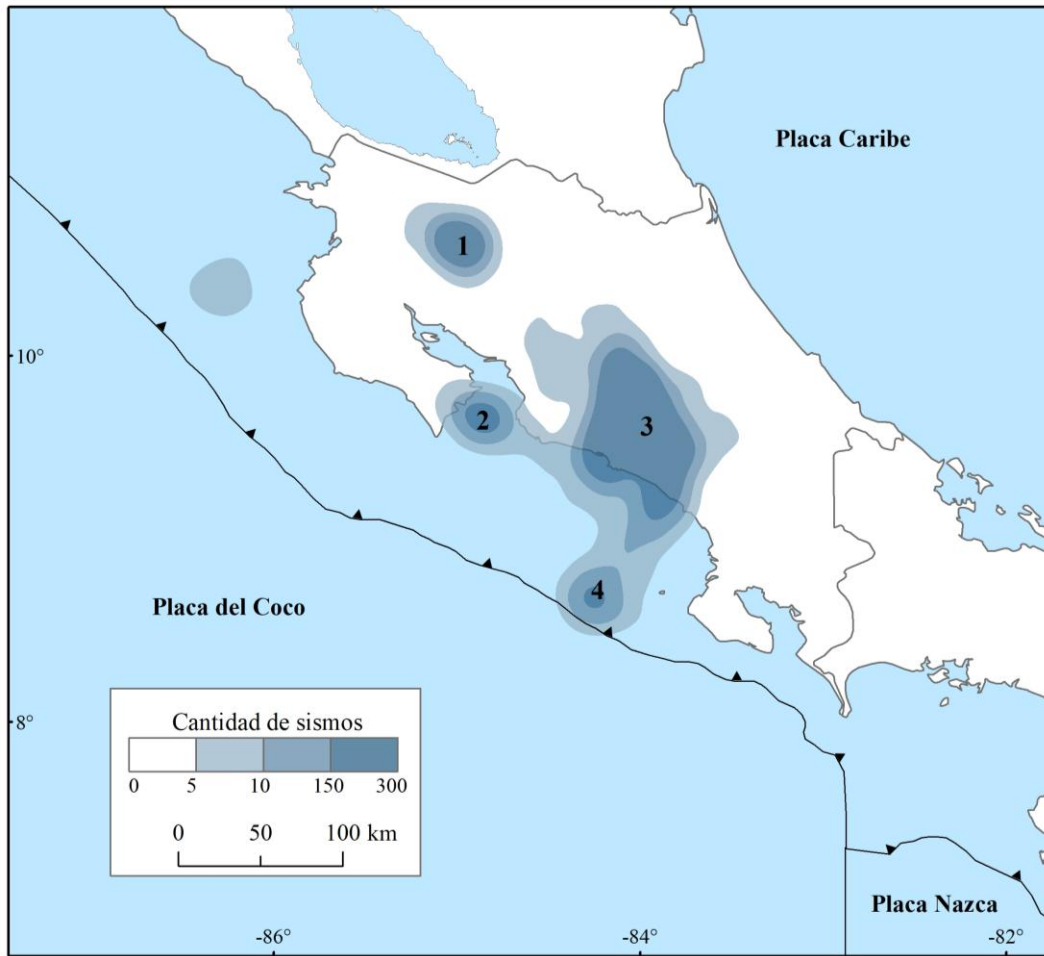 Placa Caribe
1
10°
2
3
4
Placa del Coco
Cantidad de sismos
0 5 10 150 300
8°
0 50 100 km
Placa Nazca
-86° -84° -82°